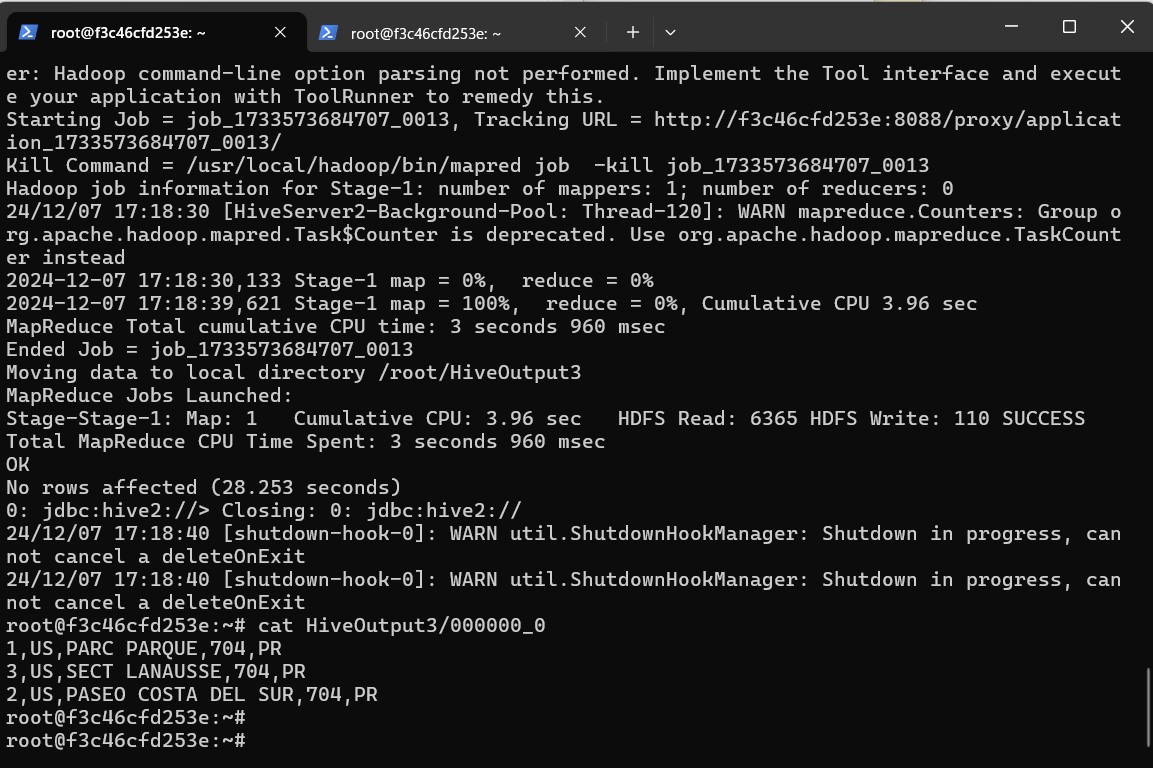 root@f3c46cfd253e: ~
root@f3c46cfd253e: ~
er: Hadoop command-line option parsing not performed. Implement the Tool interface and execut
e your application with ToolRunner to remedy this.
Starting Job = job_1733573684707_0013, Tracking URL = http://f3c46cfd253e:8088/proxy/applicat
ion_1733573684707_0013/
Kill Command = /usr/local/hadoop/bin/mapred job  -kill job_1733573684707_0013
Hadoop job information for Stage-1: number of mappers: 1; number of reducers: 0
24/12/07 17:18:30 [HiveServer2-Background-Pool: Thread-120]: WARN mapreduce.Counters: Group o
rg.apache.hadoop.mapred.Task$Counter is deprecated. Use org.apache.hadoop.mapreduce.TaskCount
er instead
2024-12-07 17:18:30,133 Stage-1 map = 0%,  reduce = 0%
2024-12-07 17:18:39,621 Stage-1 map = 100%,  reduce = 0%, Cumulative CPU 3.96 sec
MapReduce Total cumulative CPU time: 3 seconds 960 msec
Ended Job = job_1733573684707_0013
Moving data to local directory /root/HiveOutput3
MapReduce Jobs Launched:
Stage-Stage-1: Map: 1   Cumulative CPU: 3.96 sec   HDFS Read: 6365 HDFS Write: 110 SUCCESS
Total MapReduce CPU Time Spent: 3 seconds 960 msec
OK
No rows affected (28.253 seconds)
0: jdbc:hive2://> Closing: 0: jdbc:hive2://
24/12/07 17:18:40 [shutdown-hook-0]: WARN util.ShutdownHookManager: Shutdown in progress, can
not cancel a deleteOnExit
24/12/07 17:18:40 [shutdown-hook-0]: WARN util.ShutdownHookManager: Shutdown in progress, can
not cancel a deleteOnExit
root@f3c46cfd253e:~# cat HiveOutput3/000000_0
1,US,PARC PARQUE,704,PR
3,US,SECT LANAUSSE,704,PR
2,US,PASEO COSTA DEL SUR,704,PR
root@f3c46cfd253e:~#
root@f3c46cfd253e:~#